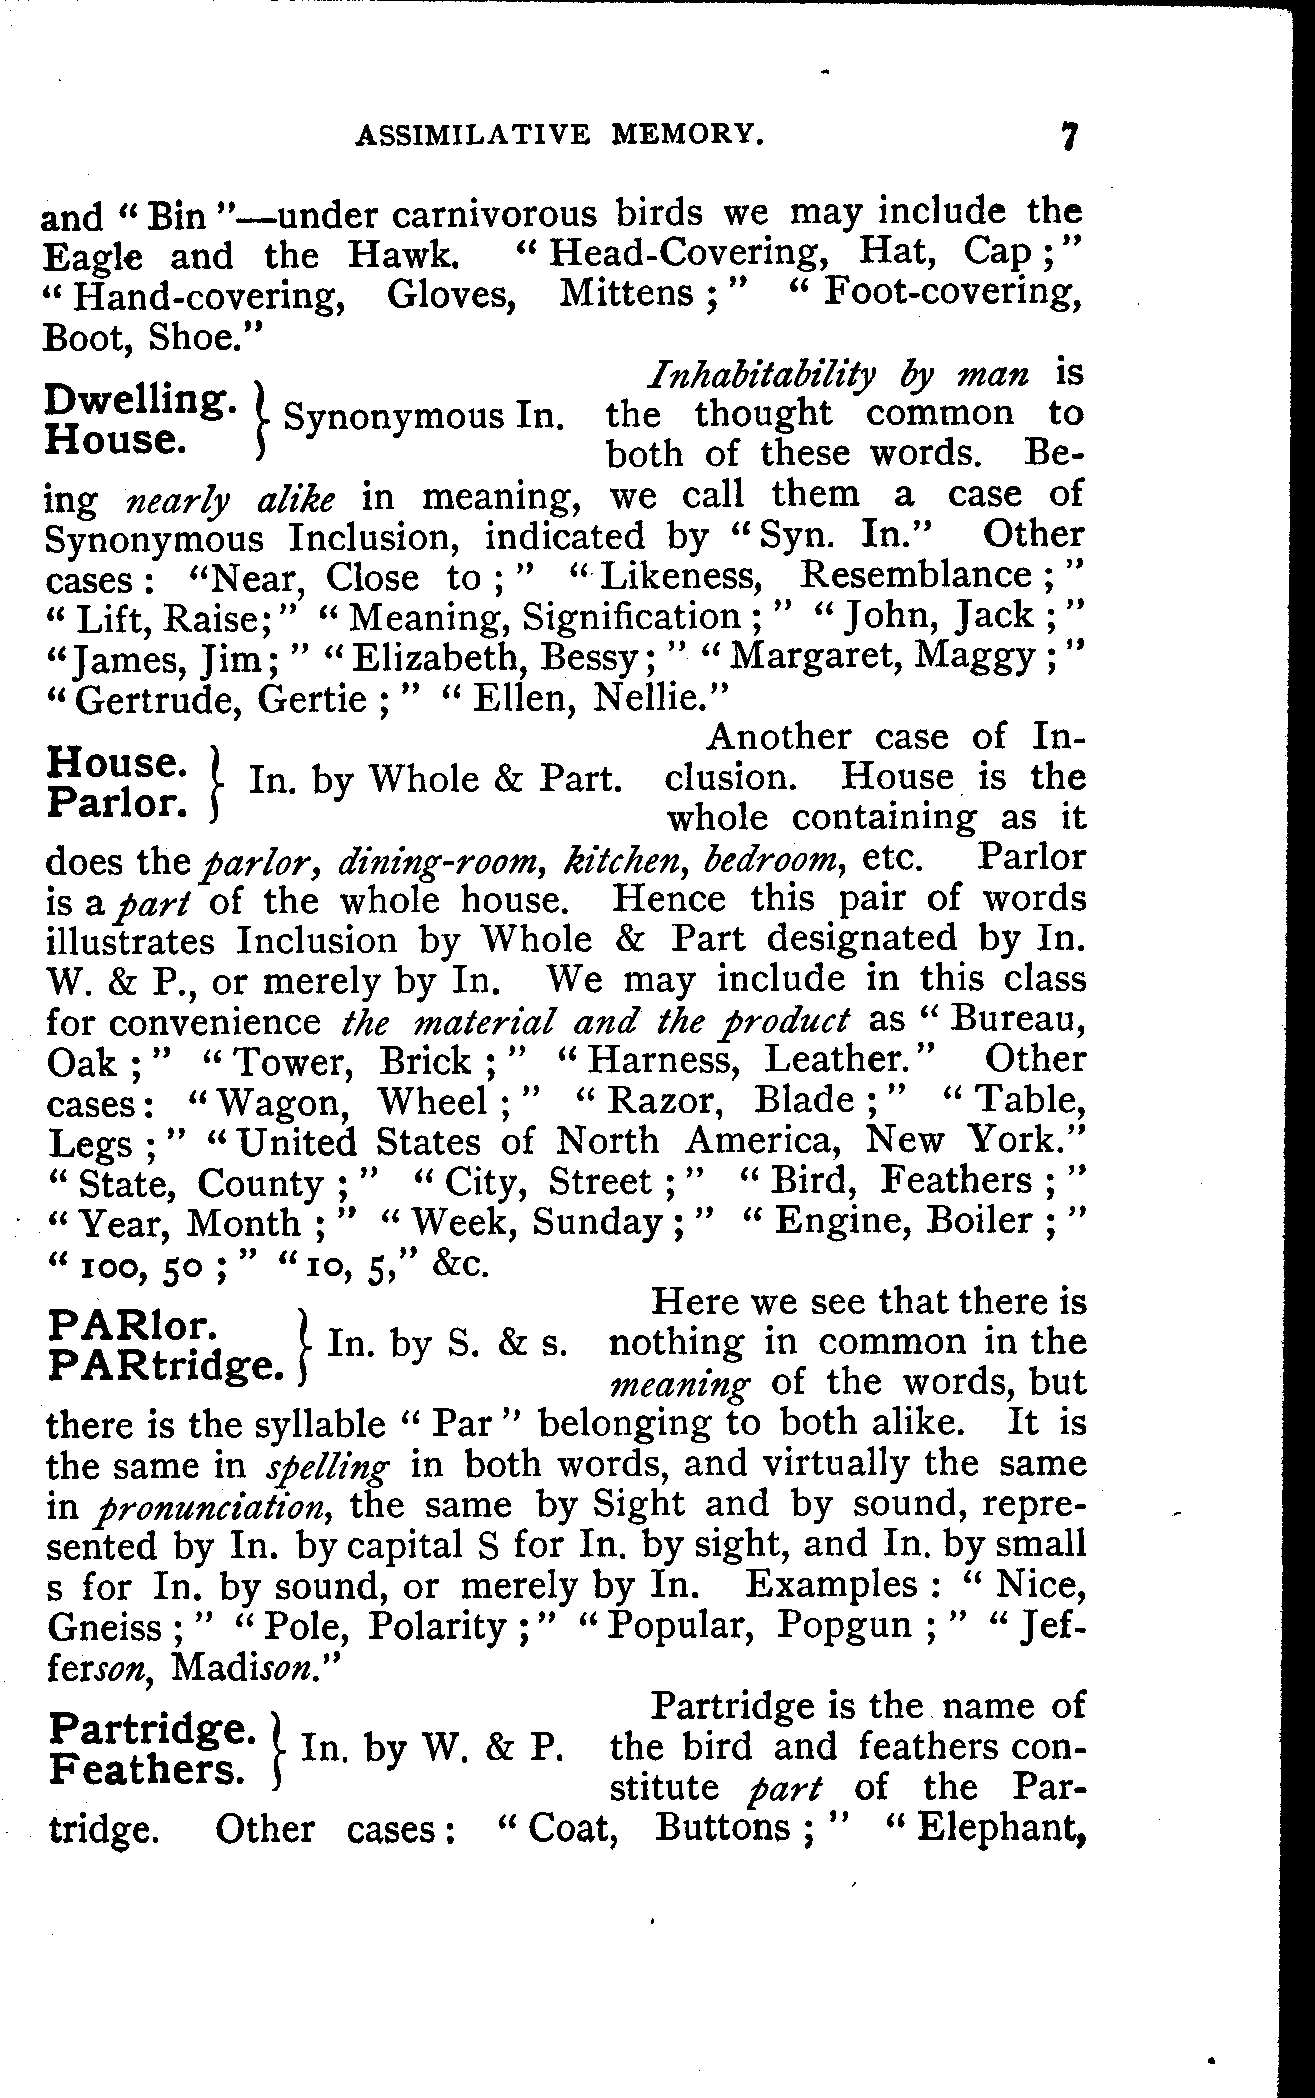 ASSIMILATIVE MEMORY. 7
and “ Bin ”—under carnivorous birds we may include the
Eagle and the Hawk. “ Head-Covering, Hat, Cap ;”
“ Hand-covering, Gloves, Mittens ; ” “ Foot-covering,
Boot, Shoe.”
Dwelling. House. } Synonymous In.
Inhabitability by man is
the thought common to
both of these words. Be-
ing nearly alike in meaning, we call them a case of
Synonymous Inclusion, indicated by “ Syn. In.” Other
cases : “Near, Close to ; ” “ Likeness, Resemblance ; ”
“ Lift, Raise; ” “ Meaning, Signification ; ” “ John, Jack ; ”
“James, Jim ; ” “ Elizabeth, Bessy ; ” “ Margaret, Maggy ; ”
“ Gertrude, Gertie ; ” “ Ellen, Nellie.”
House. Parlor. } In. by Whole & Part.
Another case of In-
clusion. House is the
whole containing as it
does the parlor, dining-room, kitchen, bedroom, etc. Parlor
is a part of the whole house. Hence this pair of words
illustrates Inclusion by Whole & Part designated by In.
W. & P., or merely by In. We may include in this class
for convenience the material and the product as “ Bureau,
Oak ; ” “ Tower, Brick ; ” “ Harness, Leather.” Other
cases : “ Wagon, Wheel ; ” “ Razor, Blade ; ” “ Table,
Legs ; ” “ United States of North America, New York.”
“ State, County ; ” “ City, Street ; ” “ Bird, Feathers ; ”
“ Year, Month ; ” “ Week, Sunday ; ” “ Engine, Boiler ; ”
“ 100, 50 ; ” “ 10, 5,” &c.
PARlor. PARtridge. } In. by S. & s.
Here we see that there is
nothing in common in the
meaning of the words, but
there is the syllable “ Par ” belonging to both alike. It is
the same in spelling in both words, and virtually the same
in pronunciation, the same by Sight and by sound, repre-
sented by In. by capital S for In. by sight, and In. by small
s for In. by sound, or merely by In. Examples : “ Nice,
Gneiss ; ” “ Pole, Polarity ; ” “ Popular, Popgun ; ” “ Jef-
ferson, Madison.”
Partridge. Feathers. } In. by W. & P.
Partridge is the name of
the bird and feathers con-
stitute part of the Par-
tridge. Other cases : “ Coat, Buttons ; ” “ Elephant,